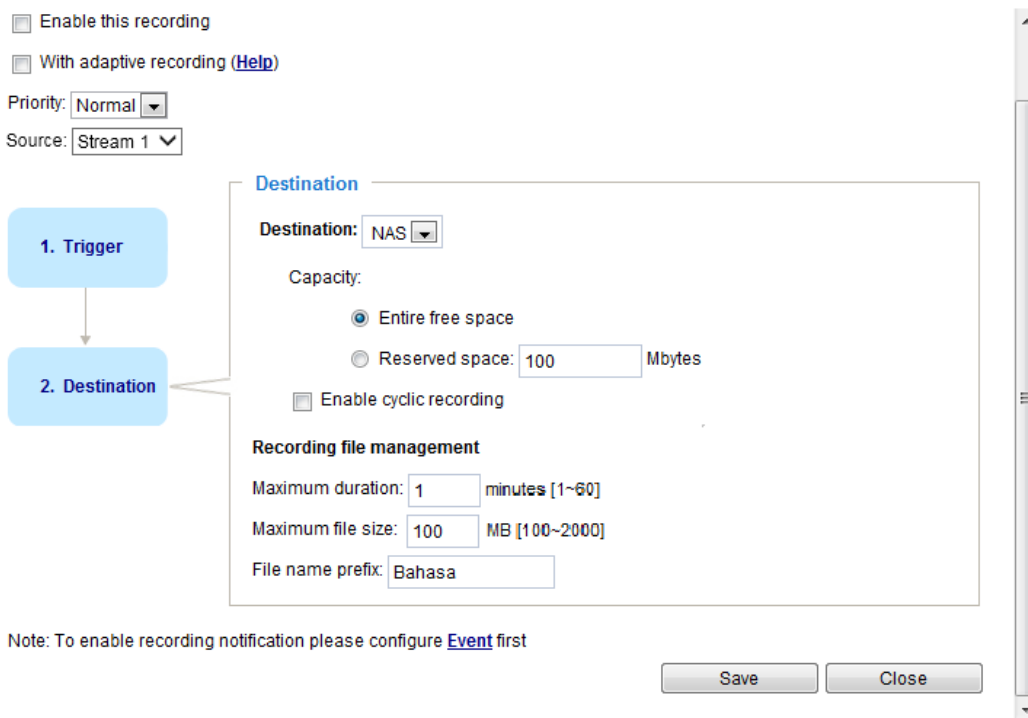 Enable this recording
With adaptive recording (Help)
Priority: Normal
Source: Stream 1
Destination
1. Trigger
2. Destination
Destination: NAS
Capacity:
Entire free space
Reserved space: 100 Mbytes
Enable cyclic recording
Recording file management
Maximum duration: 1 minutes [1~60]
Maximum file size: 100 MB [100~2000]
File name prefix: Bahasa
Note: To enable recording notification please configure Event first
Save Close